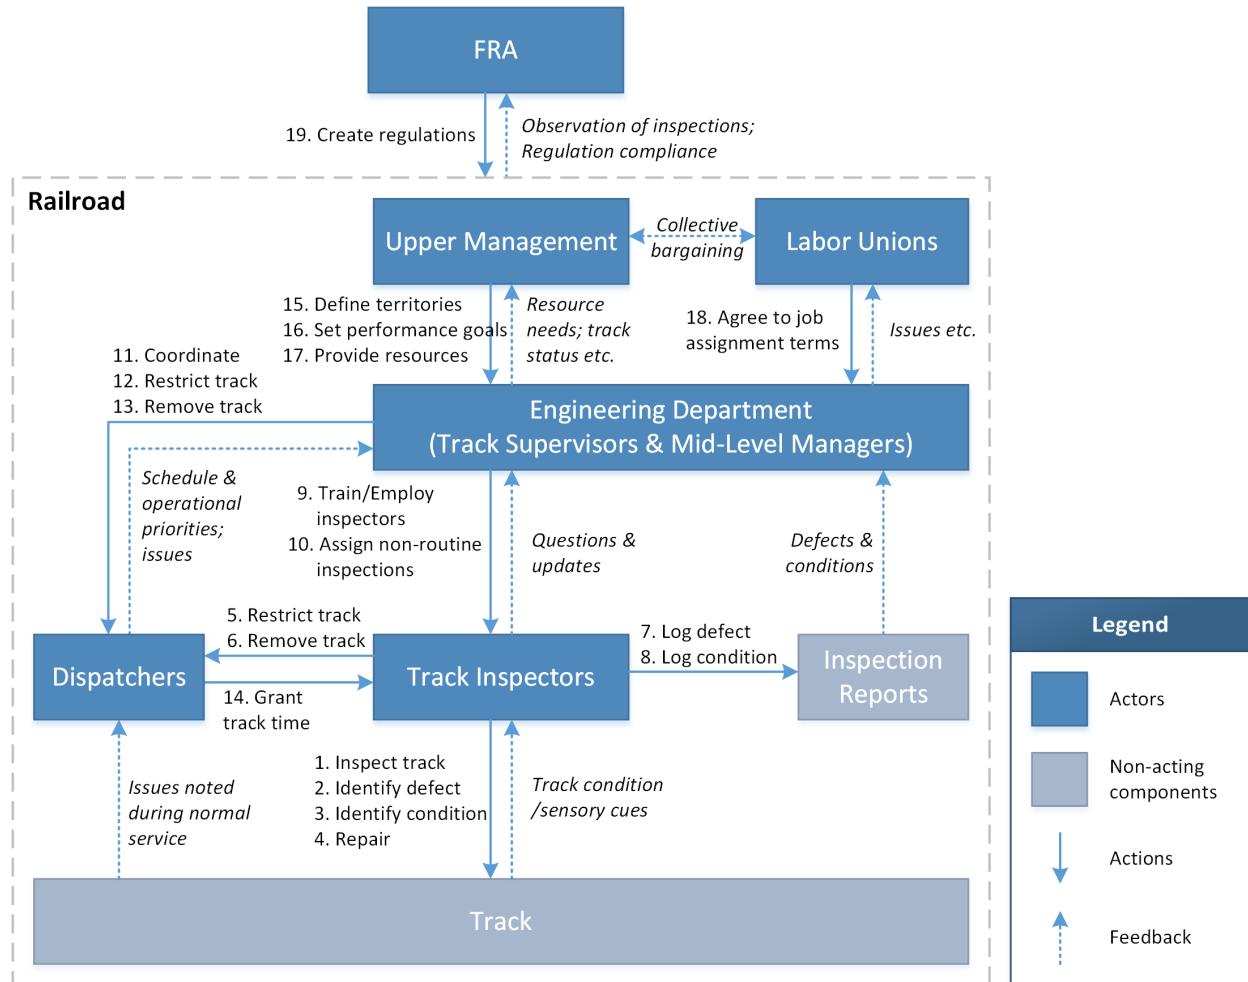 FRA
19. Create regulations
Observation of inspections;
Regulation compliance
Railroad
Upper Management
Collective
bargaining
Labor Unions
15. Define territories
16. Set performance goals
17. Provide resources
Resource
needs; track
status etc.
18. Agree to job
assignment terms
Issues etc.
11. Coordinate
12. Restrict track
13. Remove track
Engineering Department
(Track Supervisors & Mid-Level Managers)
Schedule &
operational
priorities;
issues
9. Train/Employ
inspectors
10. Assign non-routine
inspections
Questions &
updates
Defects &
conditions
5. Restrict track
6. Remove track
7. Log defect
8. Log condition
Dispatchers
14. Grant
track time
Track Inspectors
Inspection
Reports
Issues noted
during normal
service
1. Inspect track
2. Identify defect
3. Identify condition
4. Repair
Track condition
/sensory cues
Track
Legend
Actors
Non-acting
components
Actions
Feedback